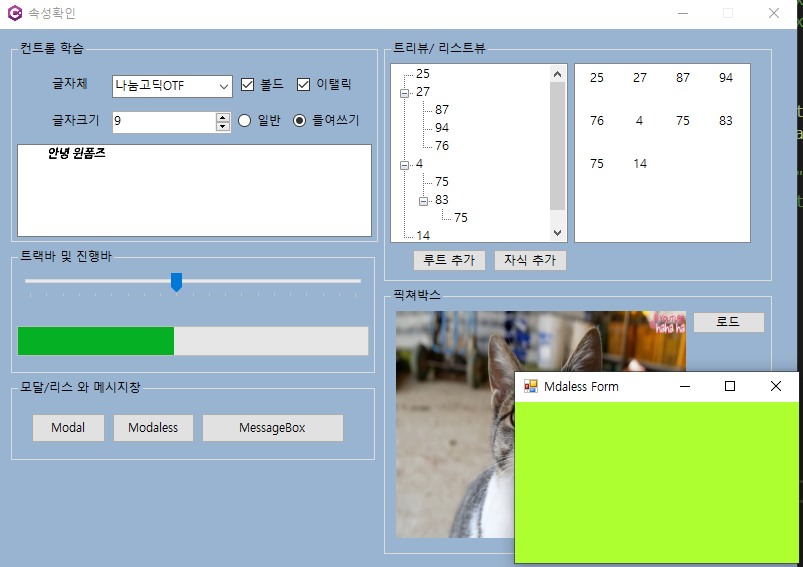 속성확인
컨트롤 학습
글자체
나눔고딕OTF
볼드
이탤릭
글자크기
9
일반
들여쓰기
안녕 윈폼즈
트랙바 및 진행바
모달/리스 와 메시지창
Modal
Modaless
MessageBox
트리뷰/ 리스트뷰
25
27
87
94
76
4
75
83
75
14
25 27 87 94
76 4 75 83
75 14
루트 추가
자식 추가
픽쳐박스
haha ha
로드
Mdaless Form